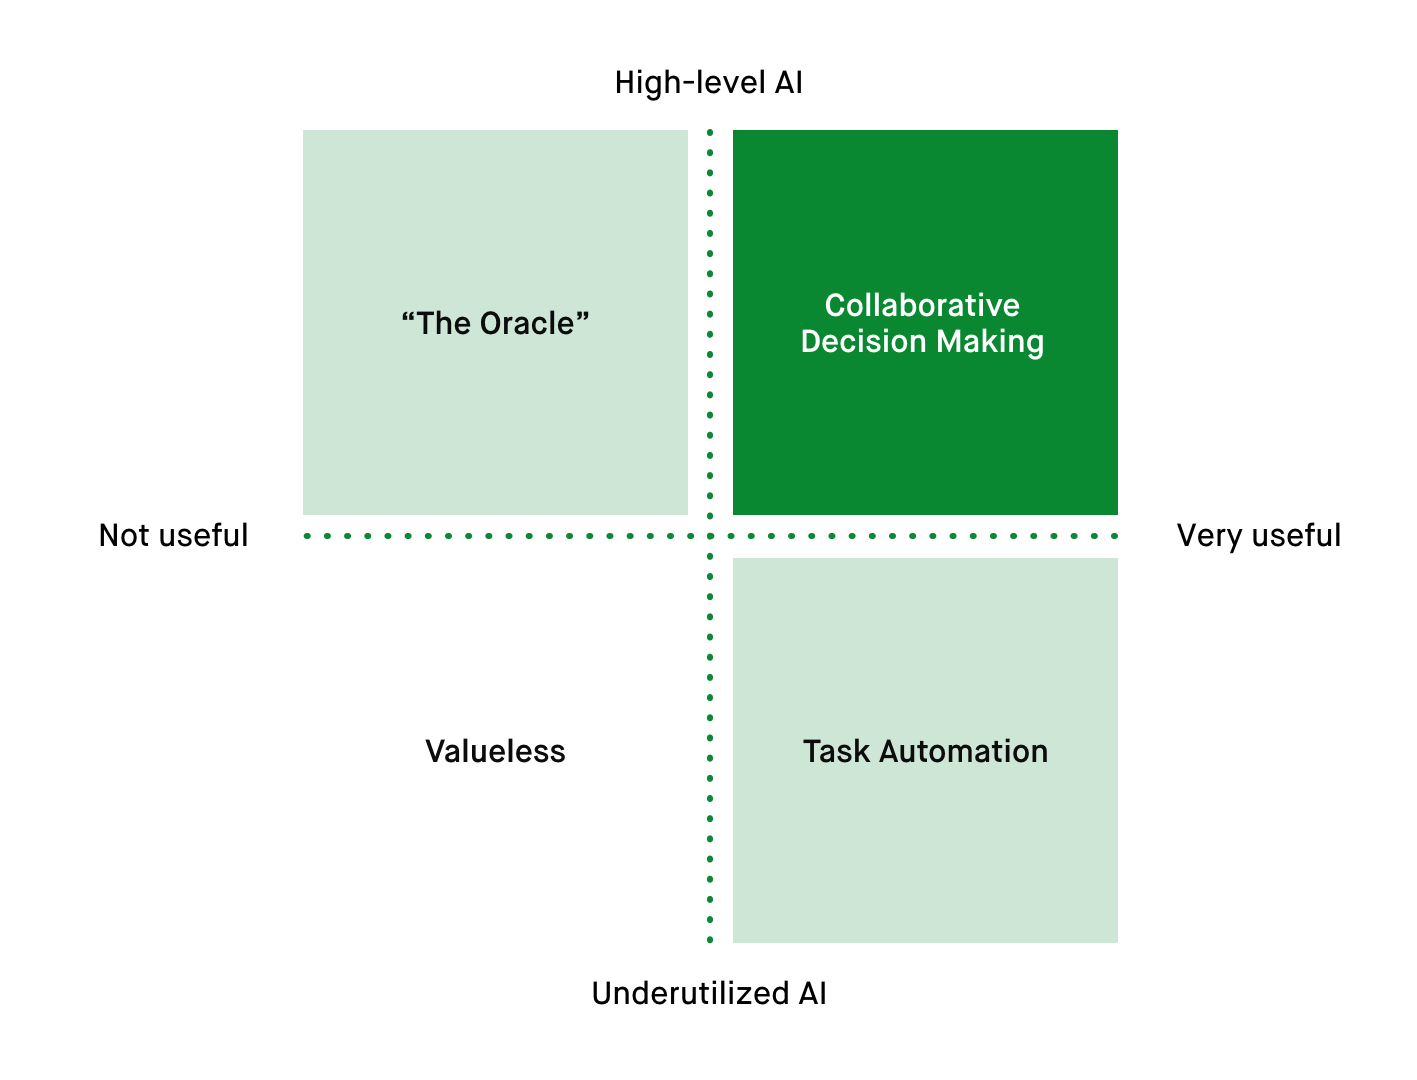 High-level AI
“The Oracle”
Collaborative
Decision Making
Not useful
Very useful
Valueless
Task Automation
Underutilized AI